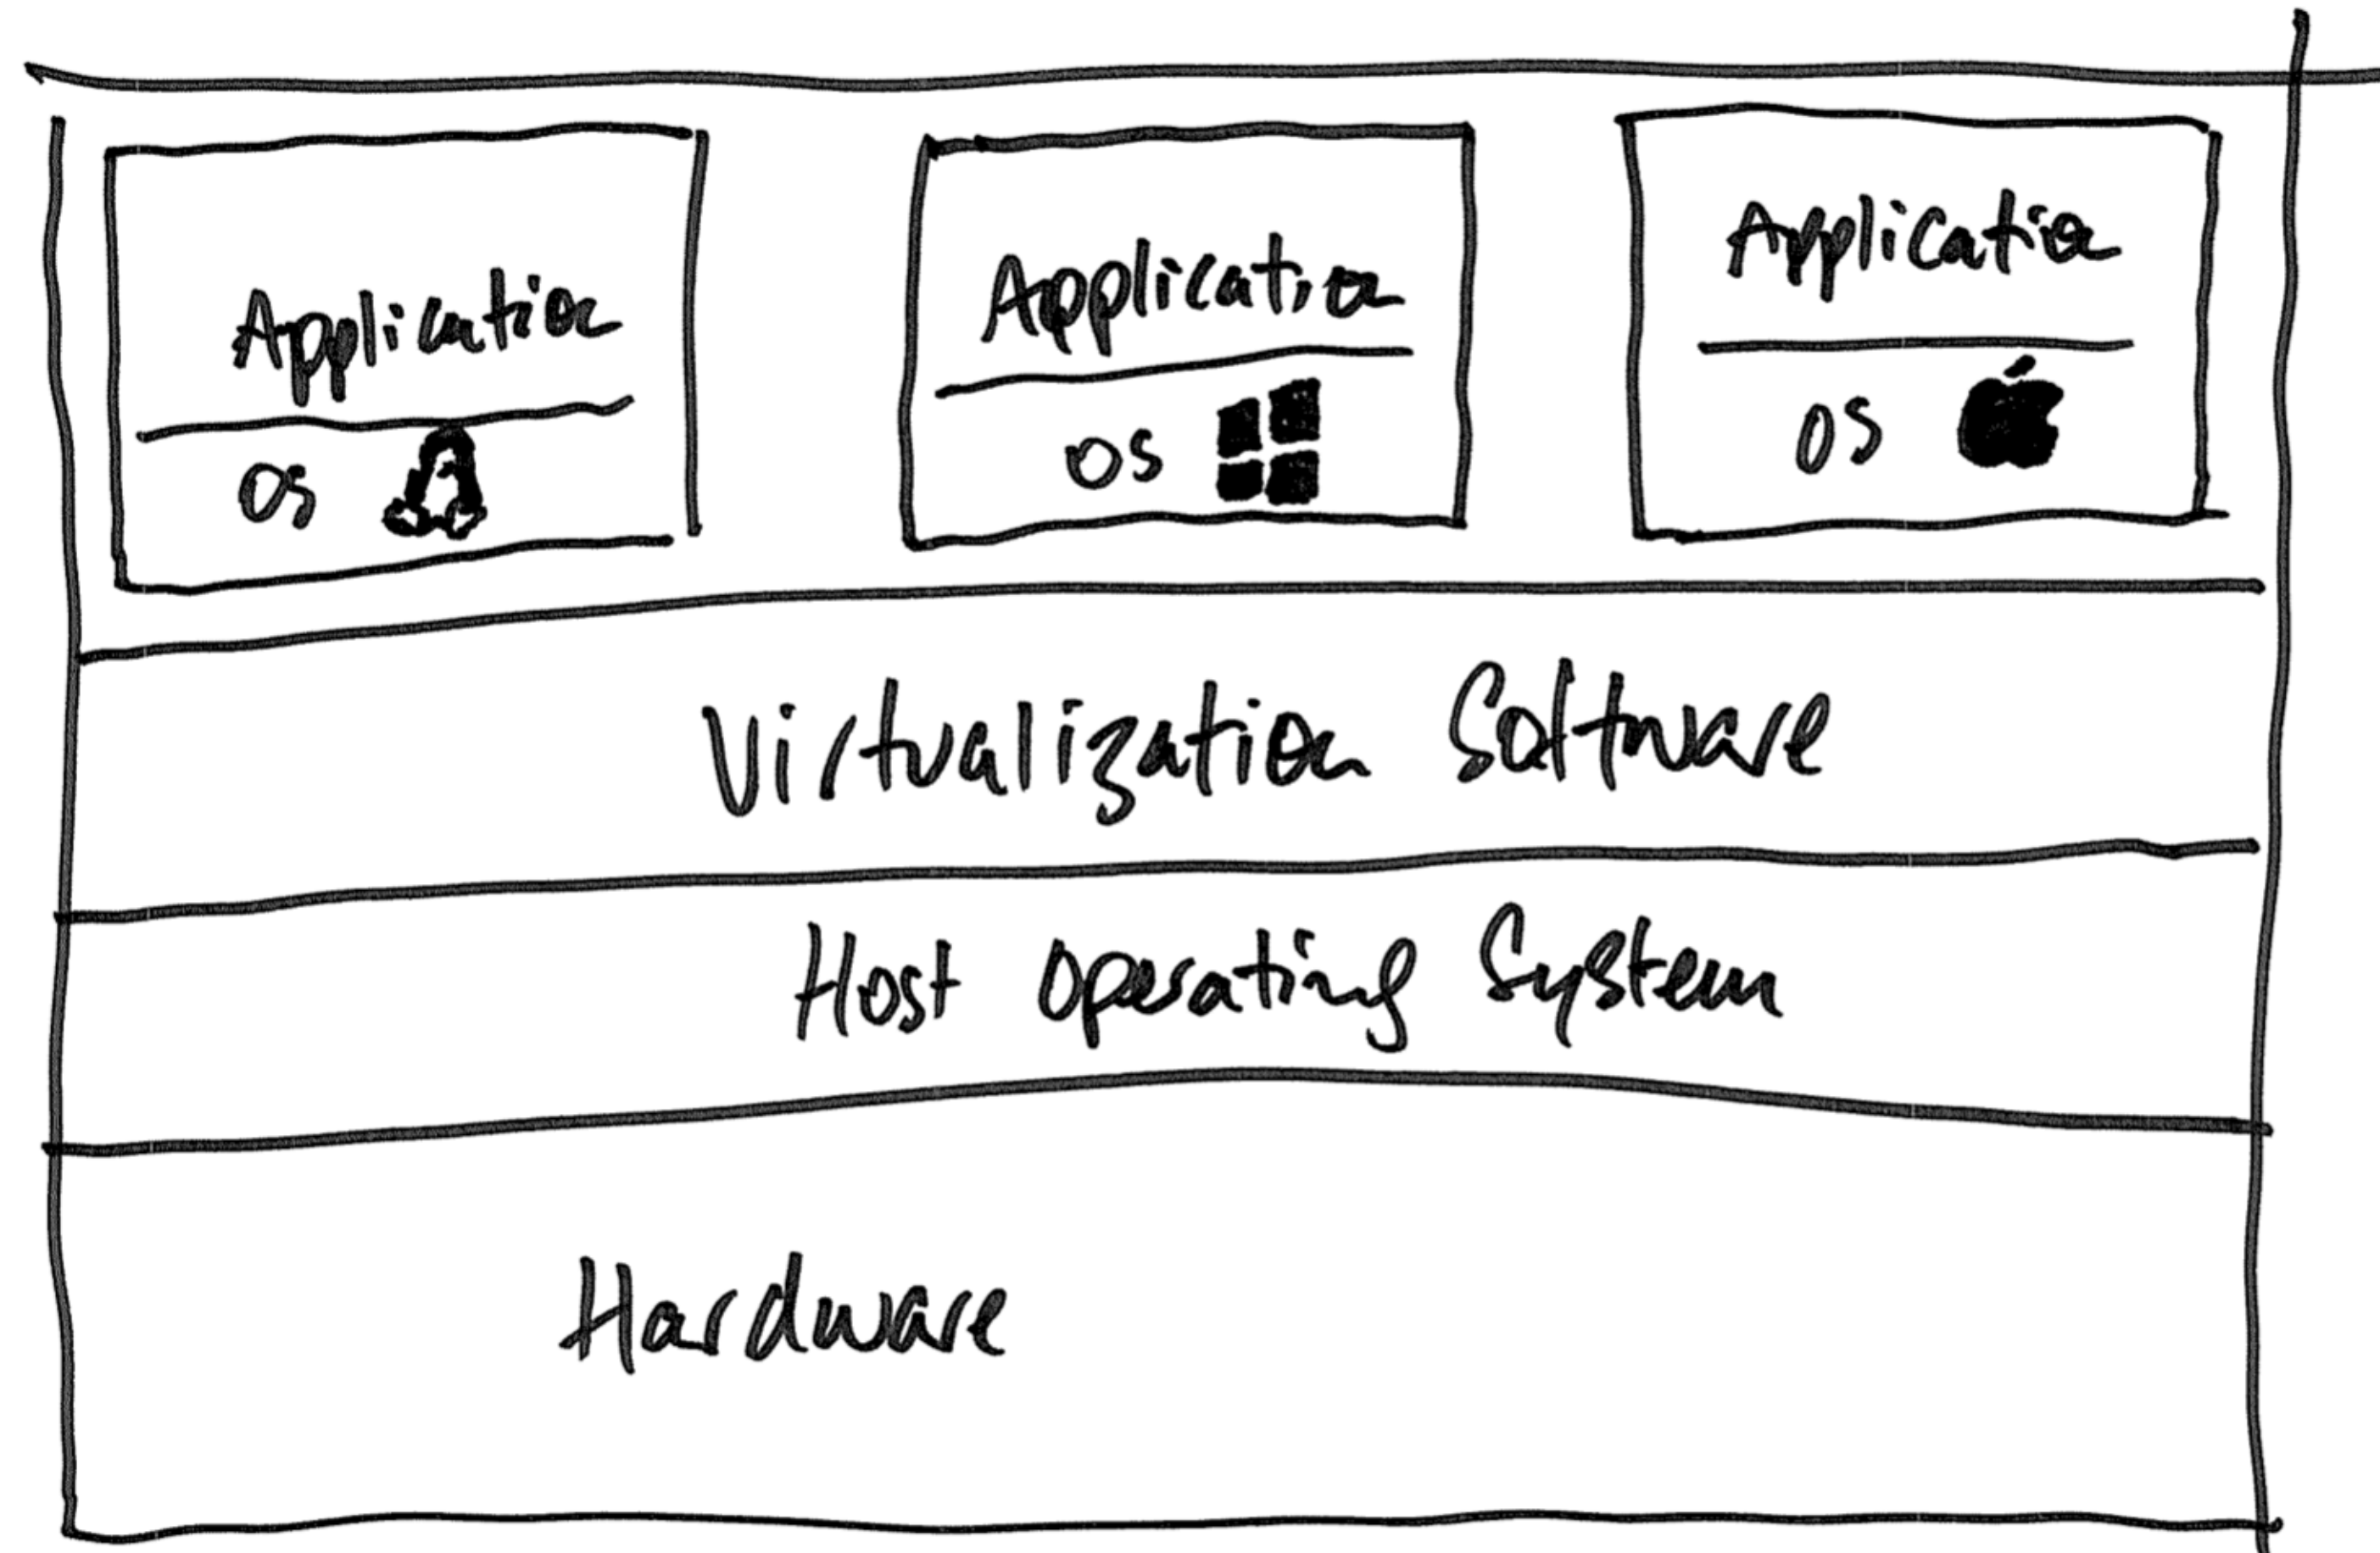 Application
OS
Application
OS
Application
OS
Virtualization Software
Host Operating System
Hardware